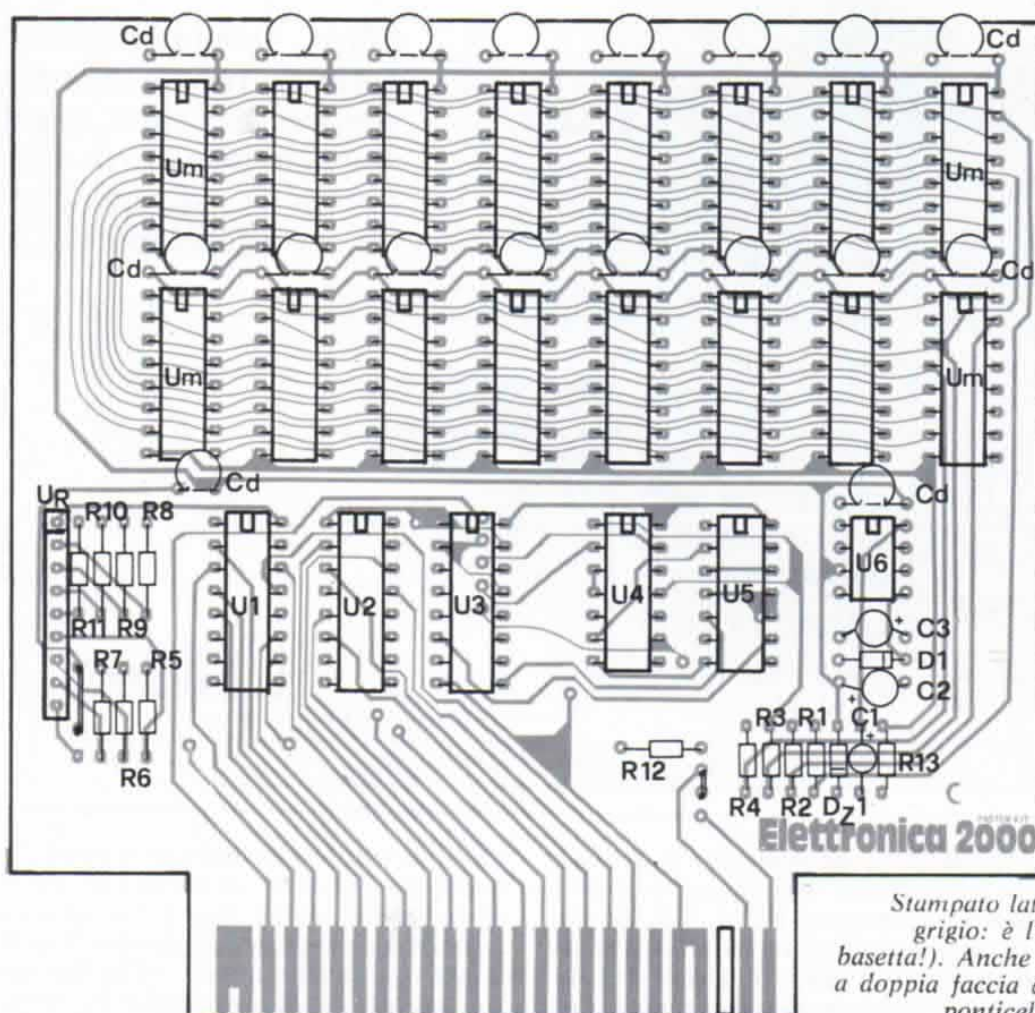 Cd Cd
Um Um
Cd Cd
Um Um
Cd Cd
UR R10 R8
U1 U2 U3 U4 U5 U6
R11 R9
C3
R7 R5
D1
C2
R3 R1 C1
R6
R12 R13
R4 R2 DZ1
Elettronica 2000
Stampato lat
grigio: è l
basetta!). Anche
a doppia faccia d
ponticel